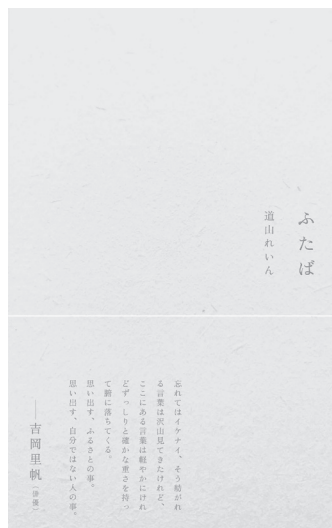 ふたば
道山れいん
忘れてはイケナイ、そう紡がれ
る言葉は沢山見てきたけれど、
ここにある言葉は軽やかにけれ
どずっしりと確かな重さを持っ
て腑に落ちてくる。
思い出す、ふるさとの事。
思い出す、自分ではない人の事。
——吉岡里帆（俳優）